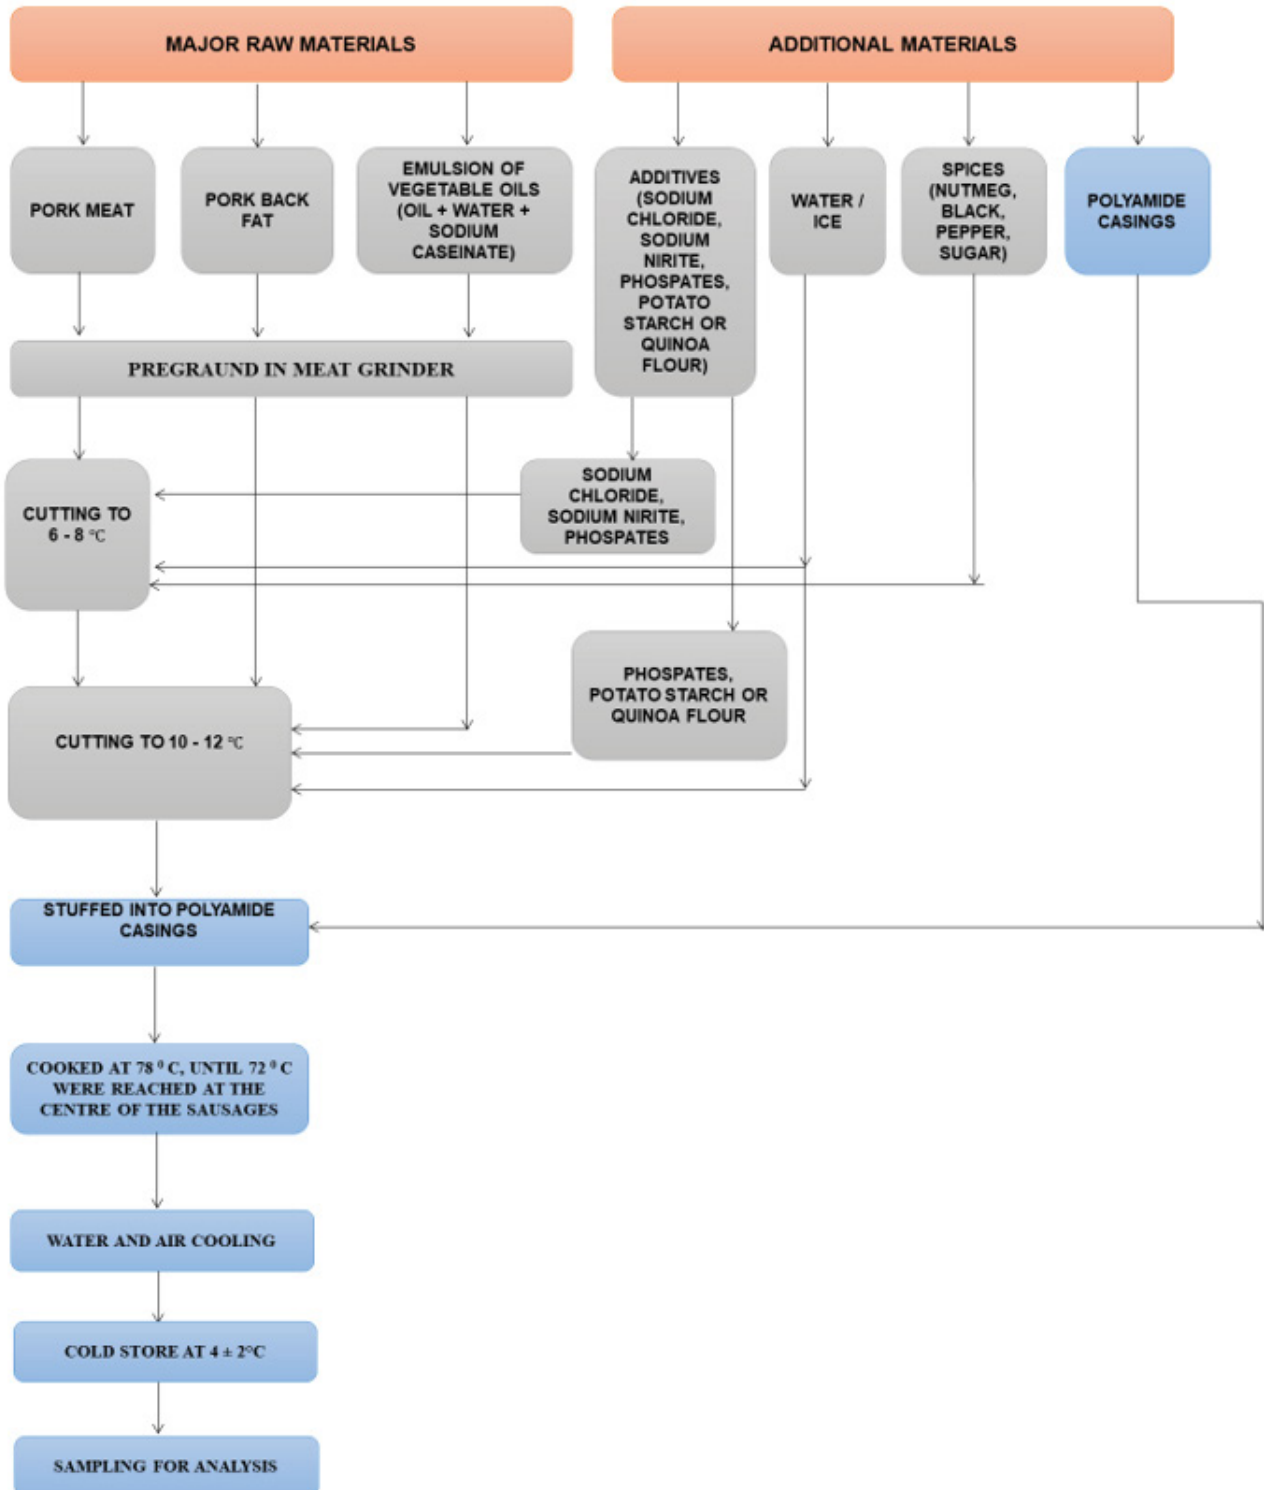 MAJOR RAW MATERIALS
ADDITIONAL MATERIALS
PORK MEAT
PORK BACK
FAT
EMULSION OF
VEGETABLE OILS
(OIL + WATER +
SODIUM
CASEINATE)
ADDITIVES
(SODIUM
CHLORIDE,
SODIUM
NIRITE,
PHOSPATES,
POTATO
STARCH OR
QUINOA
FLOUR)
WATER /
ICE
SPICES
(NUTMEG,
BLACK,
PEPPER,
SUGAR)
POLYAMIDE
CASINGS
PREGRAUND IN MEAT GRINDER
CUTTING TO
6 - 8 °C
SODIUM
CHLORIDE,
SODIUM NIRITE,
PHOSPATES
PHOSPATES,
POTATO STARCH OR
QUINOA FLOUR
CUTTING TO 10 - 12 °C
STUFFED INTO POLYAMIDE
CASINGS
COOKED AT 78 ⁰ C, UNTIL 72 ⁰ C
WERE REACHED AT THE
CENTRE OF THE SAUSAGES
WATER AND AIR COOLING
COLD STORE AT 4 ± 2°C
SAMPLING FOR ANALYSIS